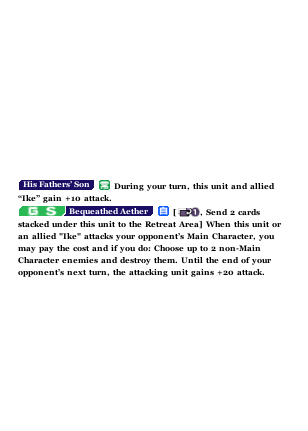 His Fathers' Son 常 During your turn, this unit and allied
“Ike” gain +10 attack.
G S Bequeathed Aether 自 [ , Send 2 cards
stacked under this unit to the Retreat Area] When this unit or
an allied "Ike" attacks your opponent's Main Character, you
may pay the cost and if you do: Choose up to 2 non-Main
Character enemies and destroy them. Until the end of your
opponent's next turn, the attacking unit gains +20 attack.